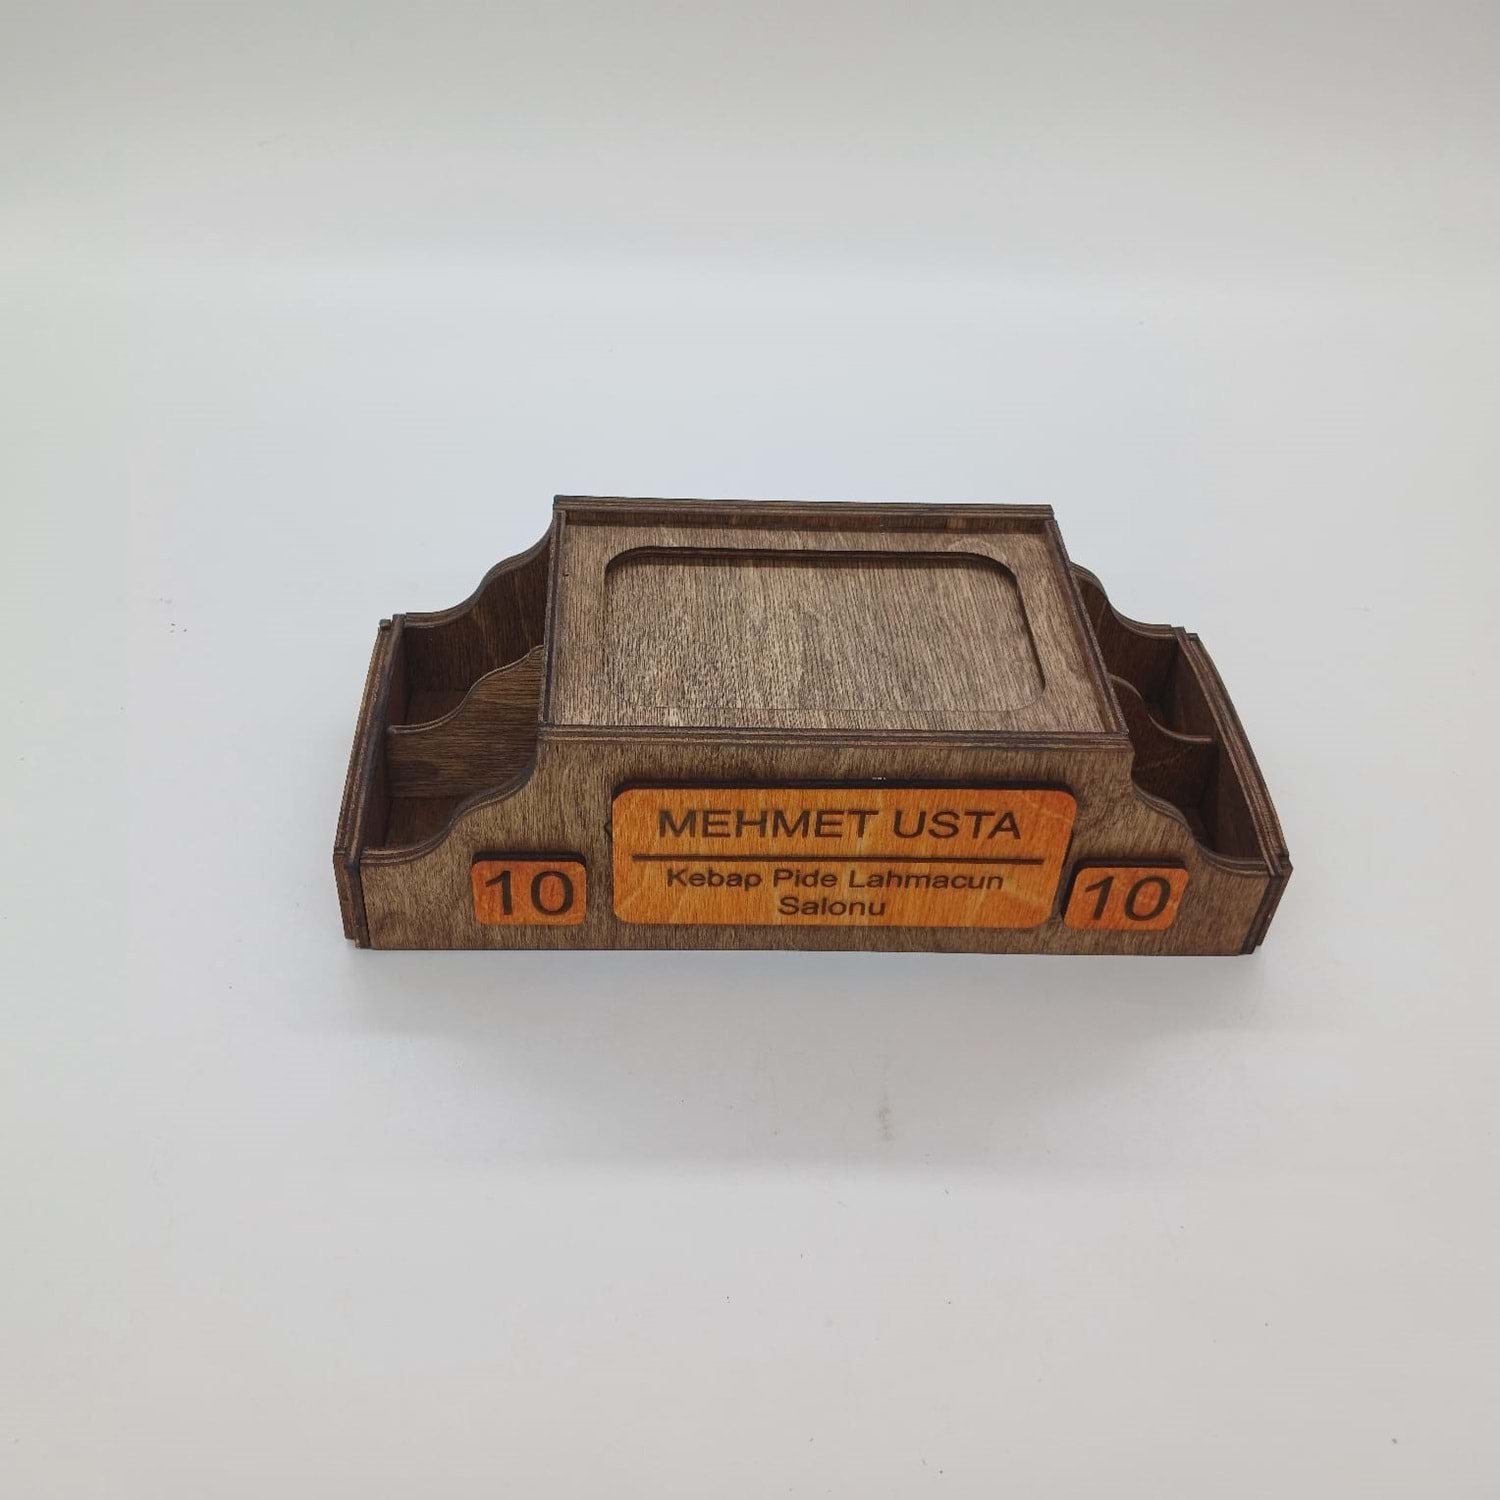 MEHMET USTA
Kebap Pide Lahmacun
Salonu
10
10